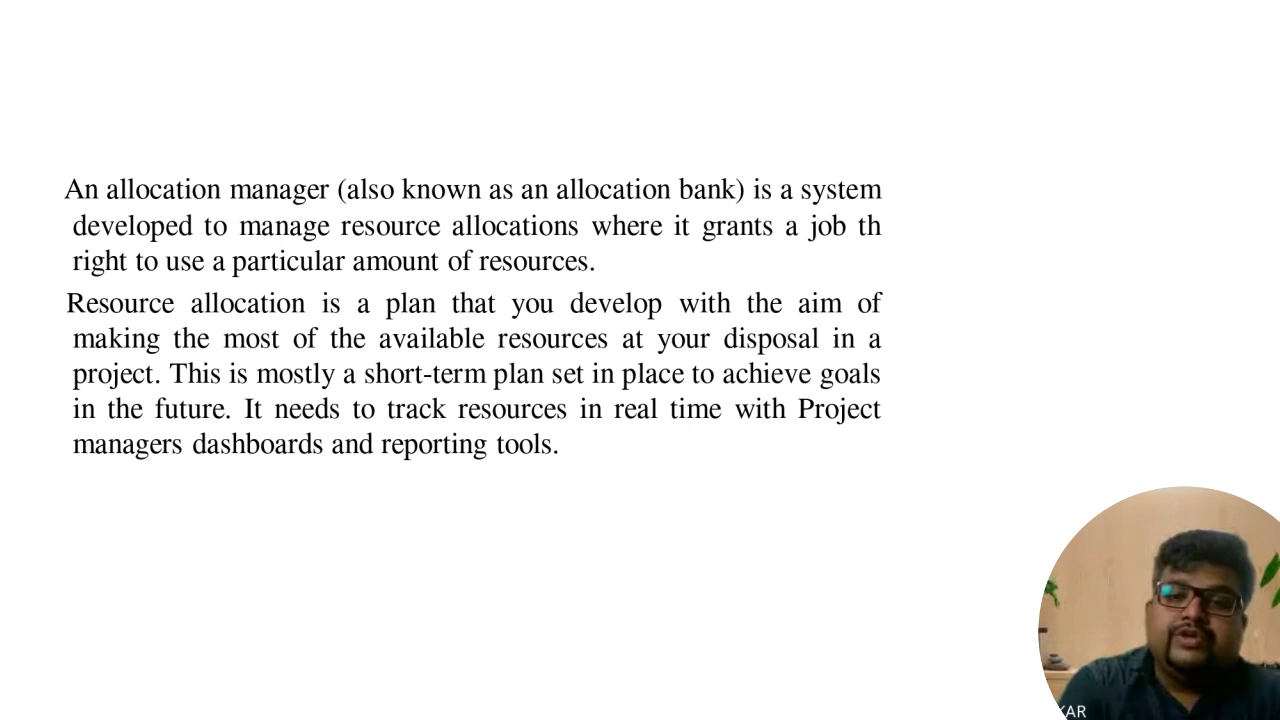 An allocation manager (also known as an allocation bank) is a system
developed to manage resource allocations where it grants a job th
right to use a particular amount of resources.
Resource allocation is a plan that you develop with the aim of
making the most of the available resources at your disposal in a
project. This is mostly a short-term plan set in place to achieve goals
in the future. It needs to track resources in real time with Project
managers dashboards and reporting tools.
KAR